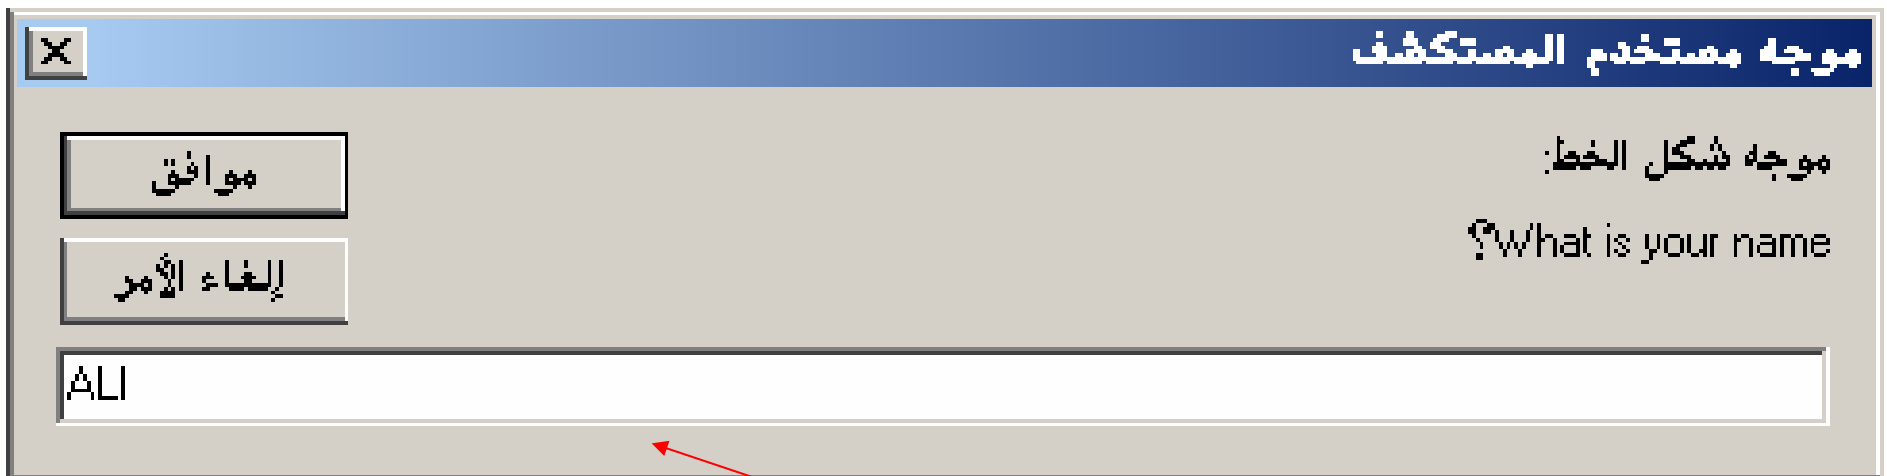 موجه مستخدم المستكشف
موجه شكل الخط:
What is your name؟
موافق
إلغاء الأمر
ALI